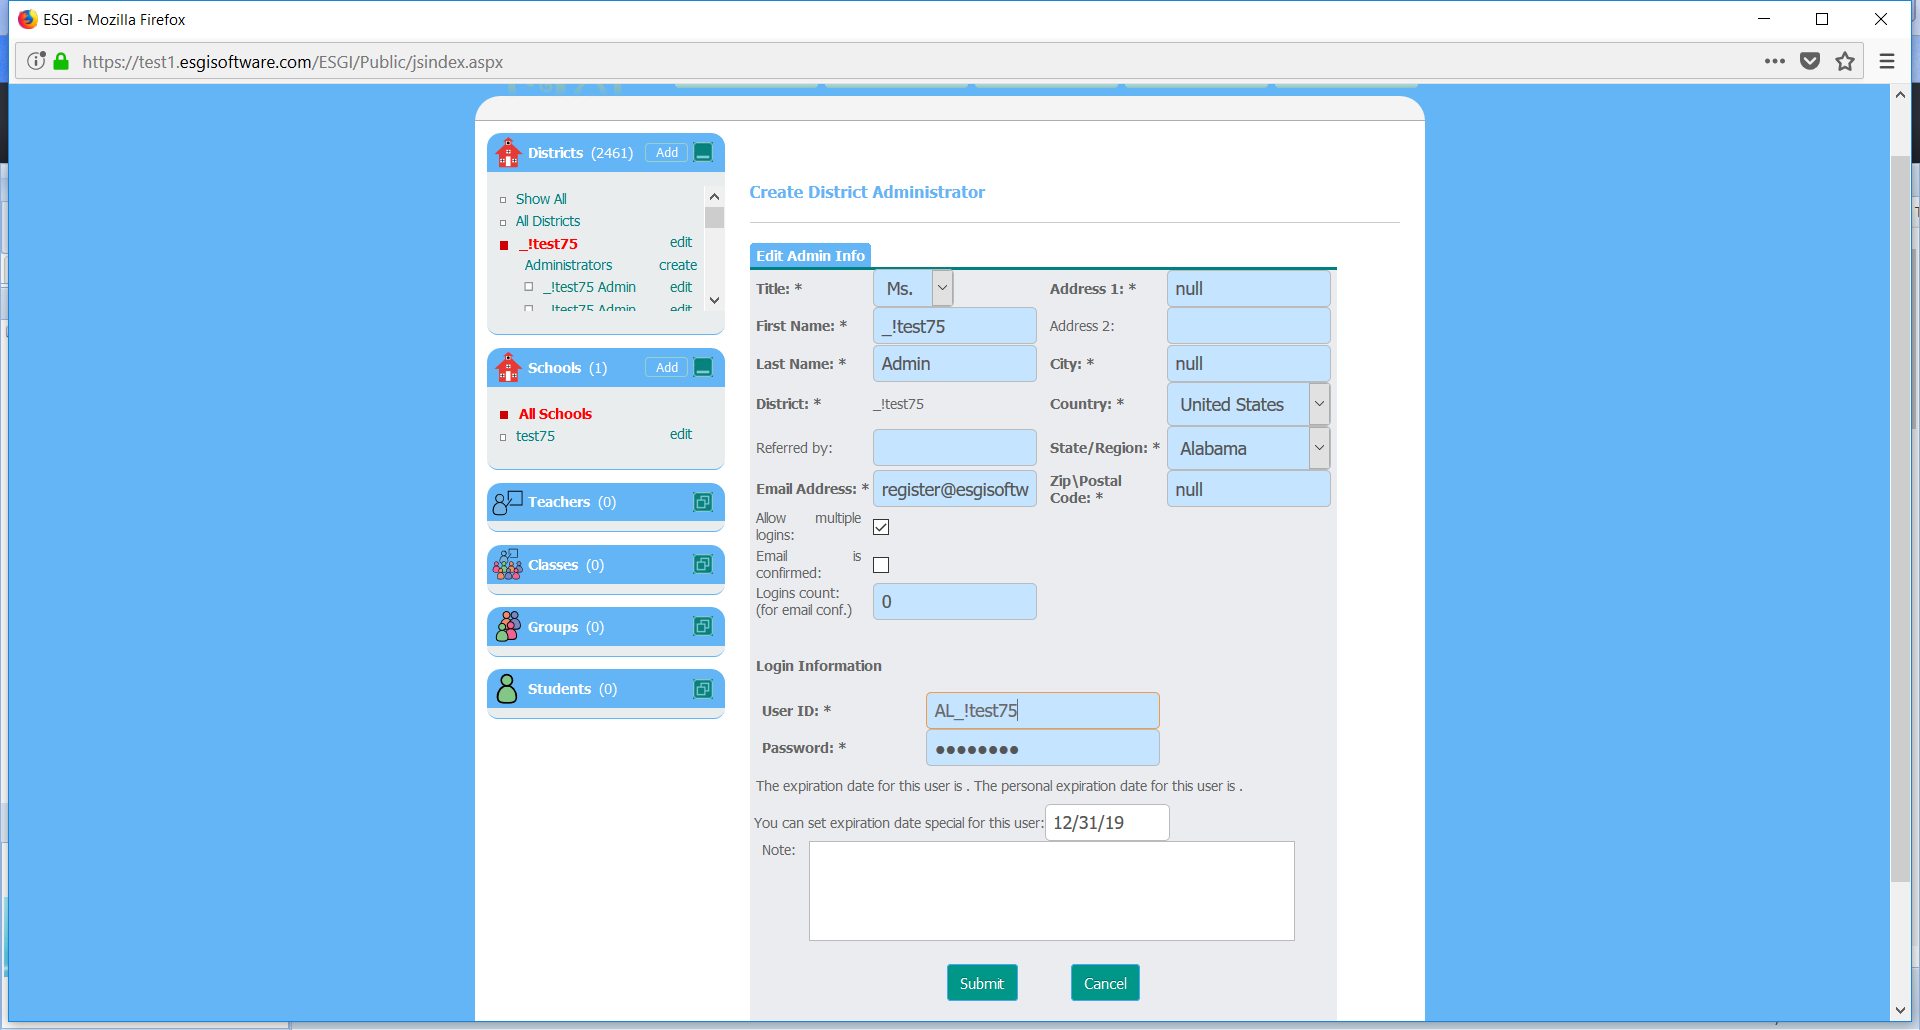 ESGI - Mozilla Firefox
https://test1.esgisoftware.com/ESGI/Public/jsindex.aspx
Districts (2461) Add
Show All
All Districts
_!test75 edit
Administrators create
_!test75 Admin edit
_!test75 Admin edit
Schools (1) Add
All Schools
test75 edit
Teachers (0)
Classes (0)
Groups (0)
Students (0)
Create District Administrator
Edit Admin Info
Title: * Ms. Address 1: * null
First Name: * _!test75 Address 2:
Last Name: * Admin City: * null
District: * _!test75 Country: * United States
Referred by: State/Region: * Alabama
Email Address: * register@esgisoftw Zip\Postal
Code: * null
Allow multiple
logins:
Email is
confirmed:
Logins count:
(for email conf.) 0
Login Information
User ID: * AL_!test75
Password: * ●●●●●●●●
The expiration date for this user is . The personal expiration date for this user is .
You can set expiration date special for this user: 12/31/19
Note:
Submit Cancel